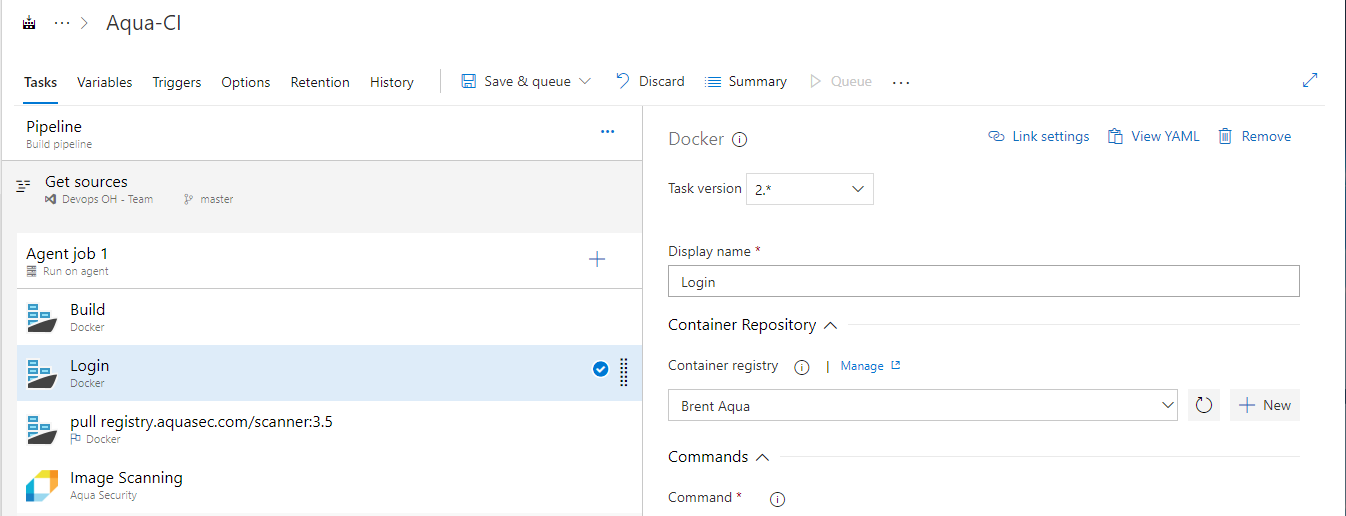 Aqua-CI
Tasks Variables Triggers Options Retention History Save & queue Discard Summary Queue
Pipeline
Build pipeline
Get sources
Devops OH - Team master
Agent job 1
Run on agent
Build
Docker
Login
Docker
pull registry.aquasec.com/scanner:3.5
Docker
Image Scanning
Aqua Security
Docker Link settings View YAML Remove
Task version 2.*
Display name *
Login
Container Repository
Container registry | Manage
Brent Aqua New
Commands
Command *